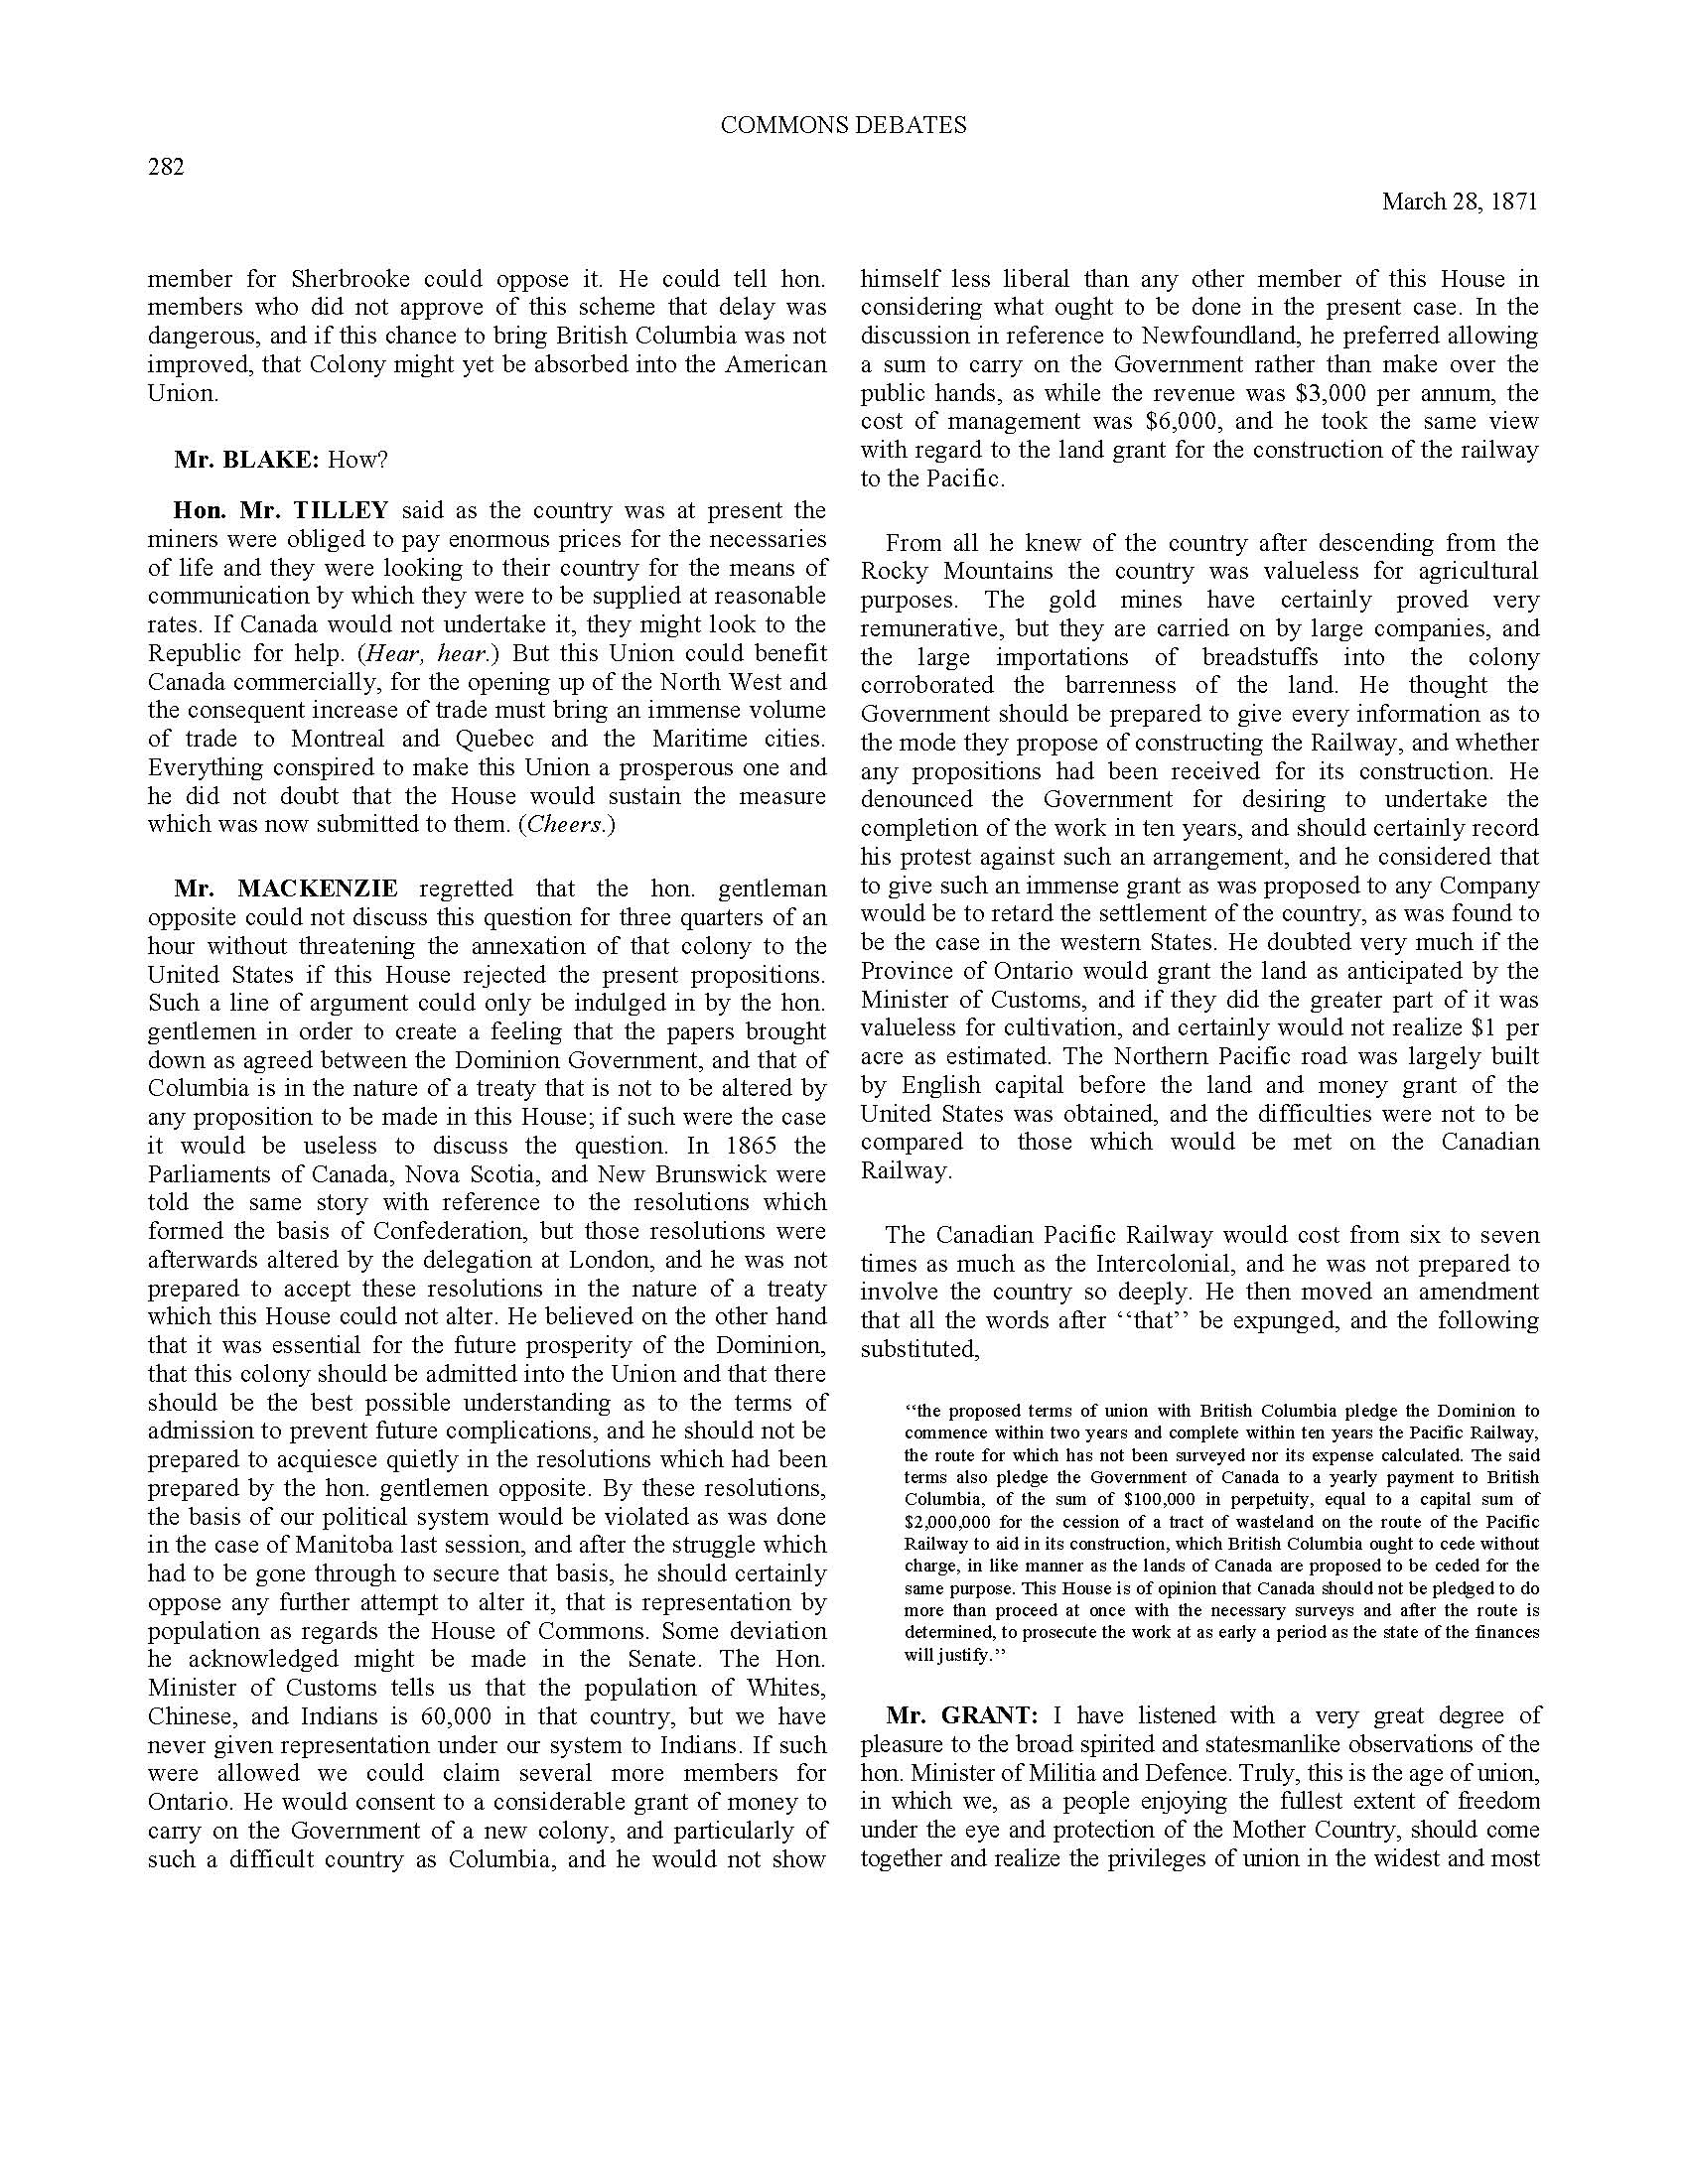 COMMONS DEBATES
282
March 28, 1871
member for Sherbrooke could oppose it. He could tell hon.
members who did not approve of this scheme that delay was
dangerous, and if this chance to bring British Columbia was not
improved, that Colony might yet be absorbed into the American
Union.
Mr. BLAKE: How?
Hon. Mr. TILLEY said as the country was at present the
miners were obliged to pay enormous prices for the necessaries
of life and they were looking to their country for the means of
communication by which they were to be supplied at reasonable
rates. If Canada would not undertake it, they might look to the
Republic for help. (Hear, hear.) But this Union could benefit
Canada commercially, for the opening up of the North West and
the consequent increase of trade must bring an immense volume
of trade to Montreal and Quebec and the Maritime cities.
Everything conspired to make this Union a prosperous one and
he did not doubt that the House would sustain the measure
which was now submitted to them. (Cheers.)
Mr. MACKENZIE regretted that the hon. gentleman
opposite could not discuss this question for three quarters of an
hour without threatening the annexation of that colony to the
United States if this House rejected the present propositions.
Such a line of argument could only be indulged in by the hon.
gentlemen in order to create a feeling that the papers brought
down as agreed between the Dominion Government, and that of
Columbia is in the nature of a treaty that is not to be altered by
any proposition to be made in this House; if such were the case
it would be useless to discuss the question. In 1865 the
Parliaments of Canada, Nova Scotia, and New Brunswick were
told the same story with reference to the resolutions which
formed the basis of Confederation, but those resolutions were
afterwards altered by the delegation at London, and he was not
prepared to accept these resolutions in the nature of a treaty
which this House could not alter. He believed on the other hand
that it was essential for the future prosperity of the Dominion,
that this colony should be admitted into the Union and that there
should be the best possible understanding as to the terms of
admission to prevent future complications, and he should not be
prepared to acquiesce quietly in the resolutions which had been
prepared by the hon. gentlemen opposite. By these resolutions,
the basis of our political system would be violated as was done
in the case of Manitoba last session, and after the struggle which
had to be gone through to secure that basis, he should certainly
oppose any further attempt to alter it, that is representation by
population as regards the House of Commons. Some deviation
he acknowledged might be made in the Senate. The Hon.
Minister of Customs tells us that the population of Whites,
Chinese, and Indians is 60,000 in that country, but we have
never given representation under our system to Indians. If such
were allowed we could claim several more members for
Ontario. He would consent to a considerable grant of money to
carry on the Government of a new colony, and particularly of
such a difficult country as Columbia, and he would not show
himself less liberal than any other member of this House in
considering what ought to be done in the present case. In the
discussion in reference to Newfoundland, he preferred allowing
a sum to carry on the Government rather than make over the
public hands, as while the revenue was $3,000 per annum, the
cost of management was $6,000, and he took the same view
with regard to the land grant for the construction of the railway
to the Pacific.
From all he knew of the country after descending from the
Rocky Mountains the country was valueless for agricultural
purposes. The gold mines have certainly proved very
remunerative, but they are carried on by large companies, and
the large importations of breadstuffs into the colony
corroborated the barrenness of the land. He thought the
Government should be prepared to give every information as to
the mode they propose of constructing the Railway, and whether
any propositions had been received for its construction. He
denounced the Government for desiring to undertake the
completion of the work in ten years, and should certainly record
his protest against such an arrangement, and he considered that
to give such an immense grant as was proposed to any Company
would be to retard the settlement of the country, as was found to
be the case in the western States. He doubted very much if the
Province of Ontario would grant the land as anticipated by the
Minister of Customs, and if they did the greater part of it was
valueless for cultivation, and certainly would not realize $1 per
acre as estimated. The Northern Pacific road was largely built
by English capital before the land and money grant of the
United States was obtained, and the difficulties were not to be
compared to those which would be met on the Canadian
Railway.
The Canadian Pacific Railway would cost from six to seven
times as much as the Intercolonial, and he was not prepared to
involve the country so deeply. He then moved an amendment
that all the words after ‘‘that’’ be expunged, and the following
substituted,
‘‘the proposed terms of union with British Columbia pledge the Dominion to
commence within two years and complete within ten years the Pacific Railway,
the route for which has not been surveyed nor its expense calculated. The said
terms also pledge the Government of Canada to a yearly payment to British
Columbia, of the sum of $100,000 in perpetuity, equal to a capital sum of
$2,000,000 for the cession of a tract of wasteland on the route of the Pacific
Railway to aid in its construction, which British Columbia ought to cede without
charge, in like manner as the lands of Canada are proposed to be ceded for the
same purpose. This House is of opinion that Canada should not be pledged to do
more than proceed at once with the necessary surveys and after the route is
determined, to prosecute the work at as early a period as the state of the finances
will justify.’’
Mr. GRANT: I have listened with a very great degree of
pleasure to the broad spirited and statesmanlike observations of the
hon. Minister of Militia and Defence. Truly, this is the age of union,
in which we, as a people enjoying the fullest extent of freedom
under the eye and protection of the Mother Country, should come
together and realize the privileges of union in the widest and most